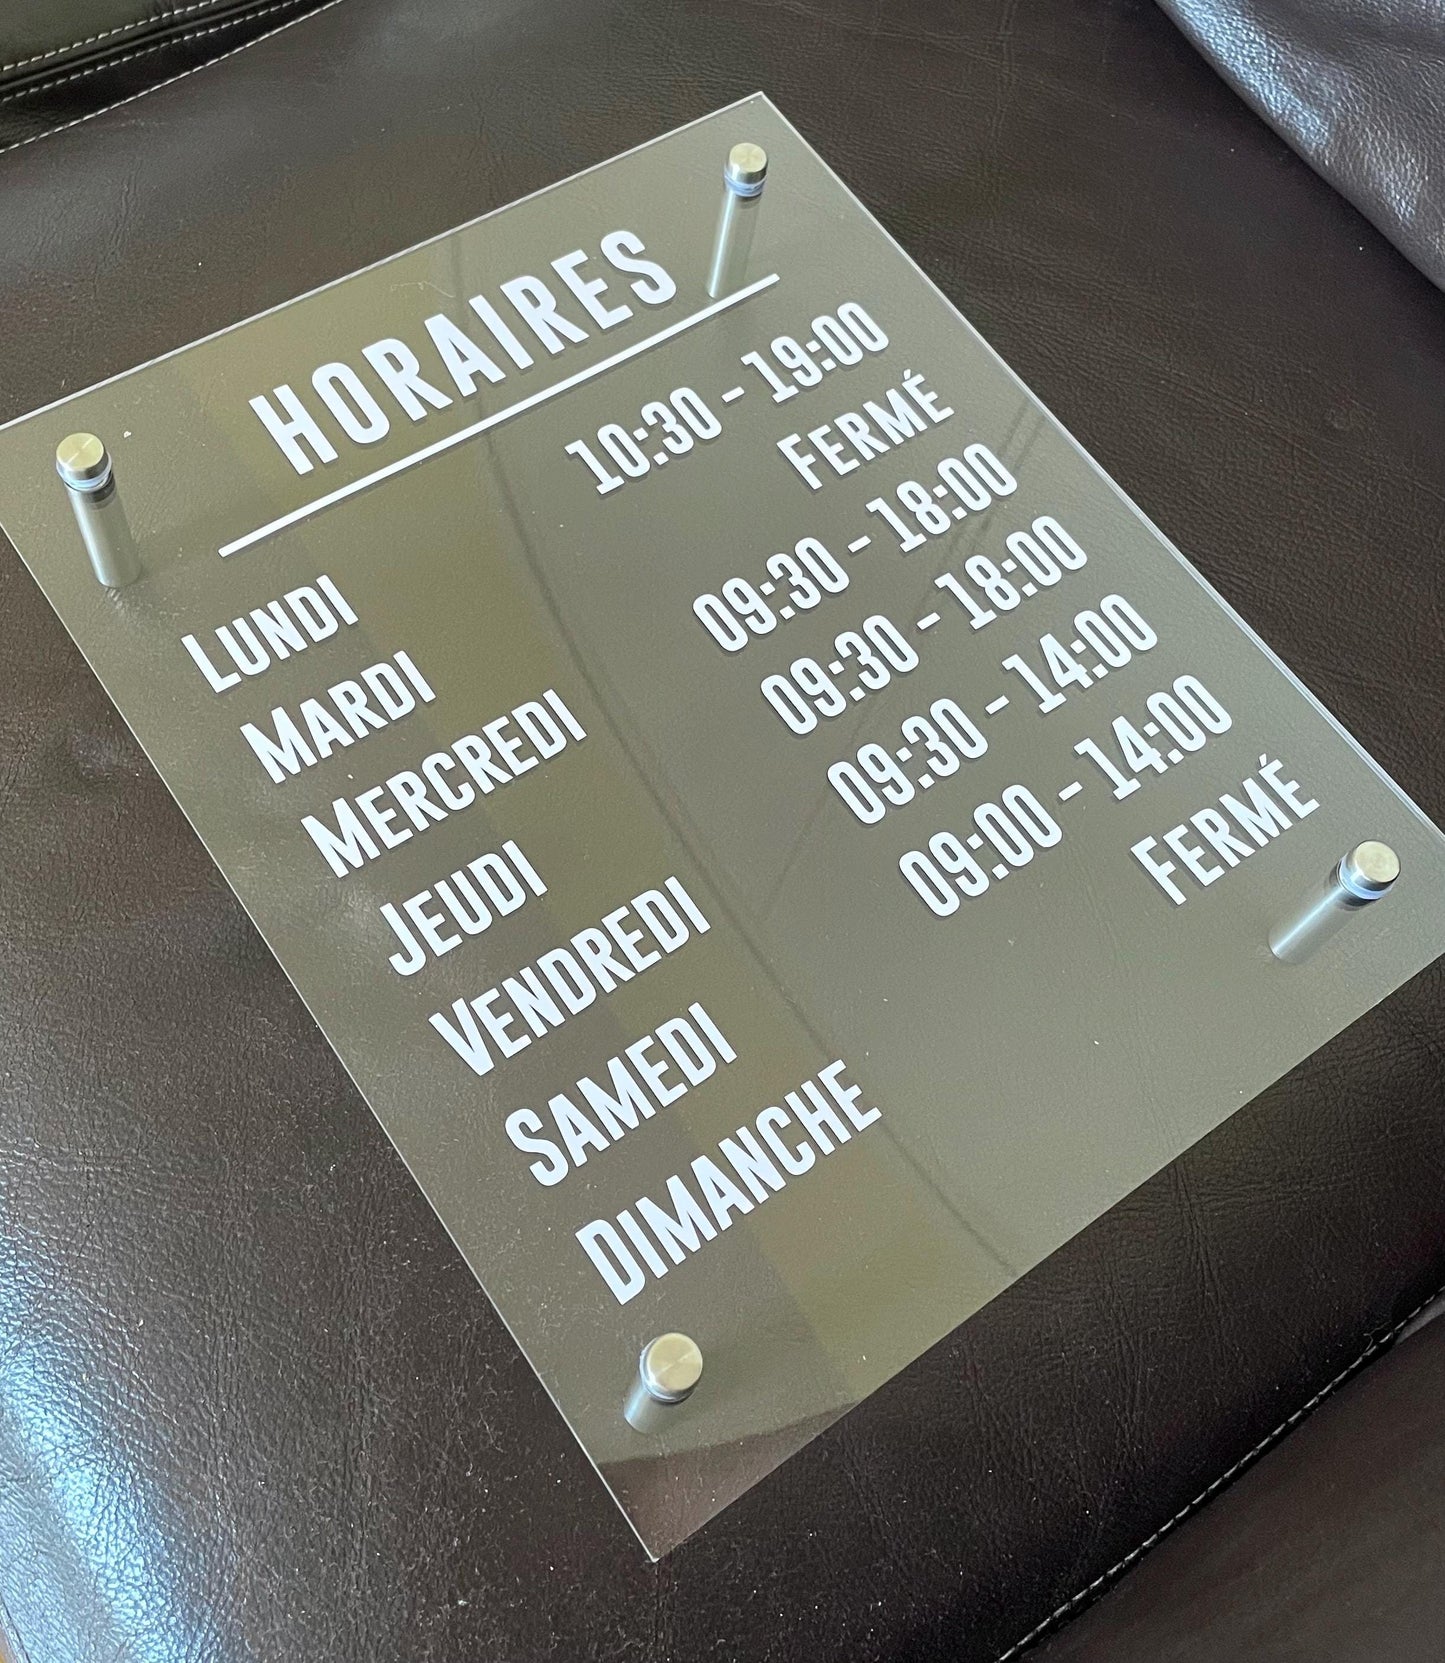 HORAIRES
LUNDI 10:30 - 19:00
MARDI FERMÉ
MERCREDI 09:30 - 18:00
JEUDI 09:30 - 18:00
VENDREDI 09:30 - 14:00
SAMEDI 09:00 - 14:00
DIMANCHE FERMÉ